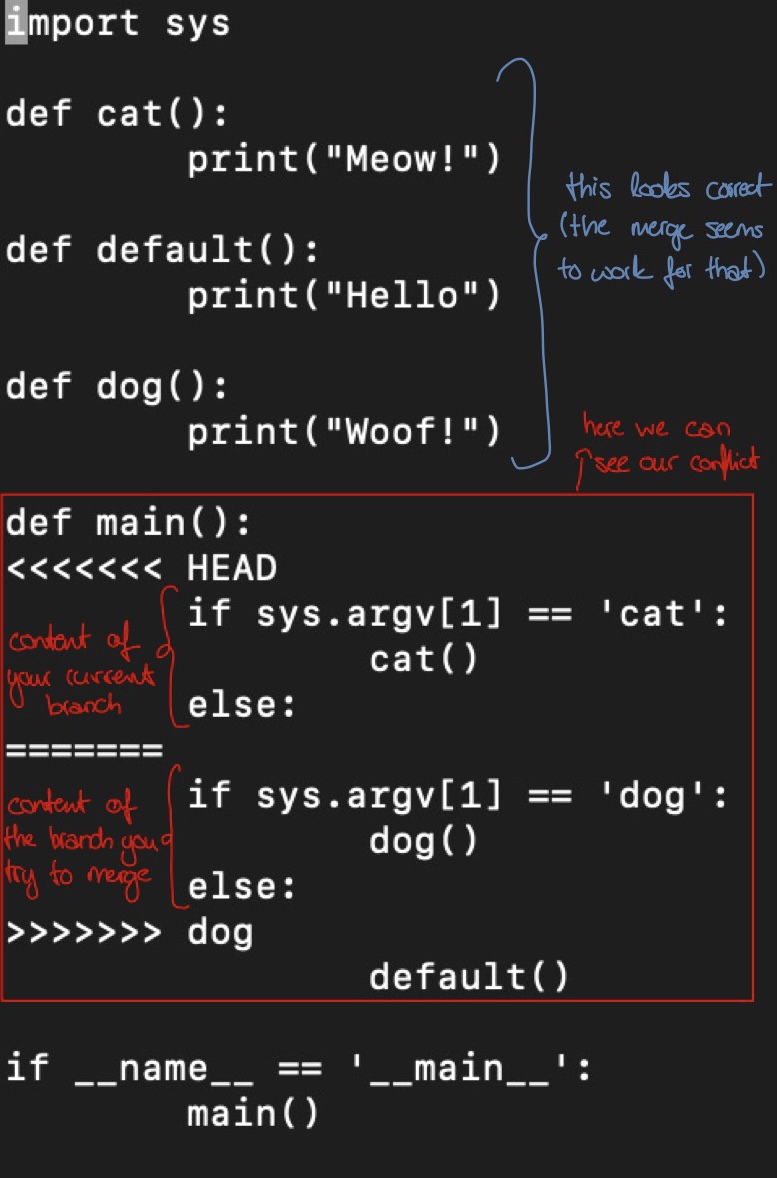 import sys
def cat():
print("Meow!")
this looks correct
(the merge seems
to work for that)
def default():
print("Hello")
def dog():
print("Woof!")
here we can
see our conflict
def main():
<<<<<<< HEAD
if sys.argv[1] == 'cat':
cat()
else:
content of
your current
branch
=======
if sys.argv[1] == 'dog':
dog()
else:
content of
the branch you
try to merge
>>>>>>> dog
default()
if __name__ == '__main__':
main()